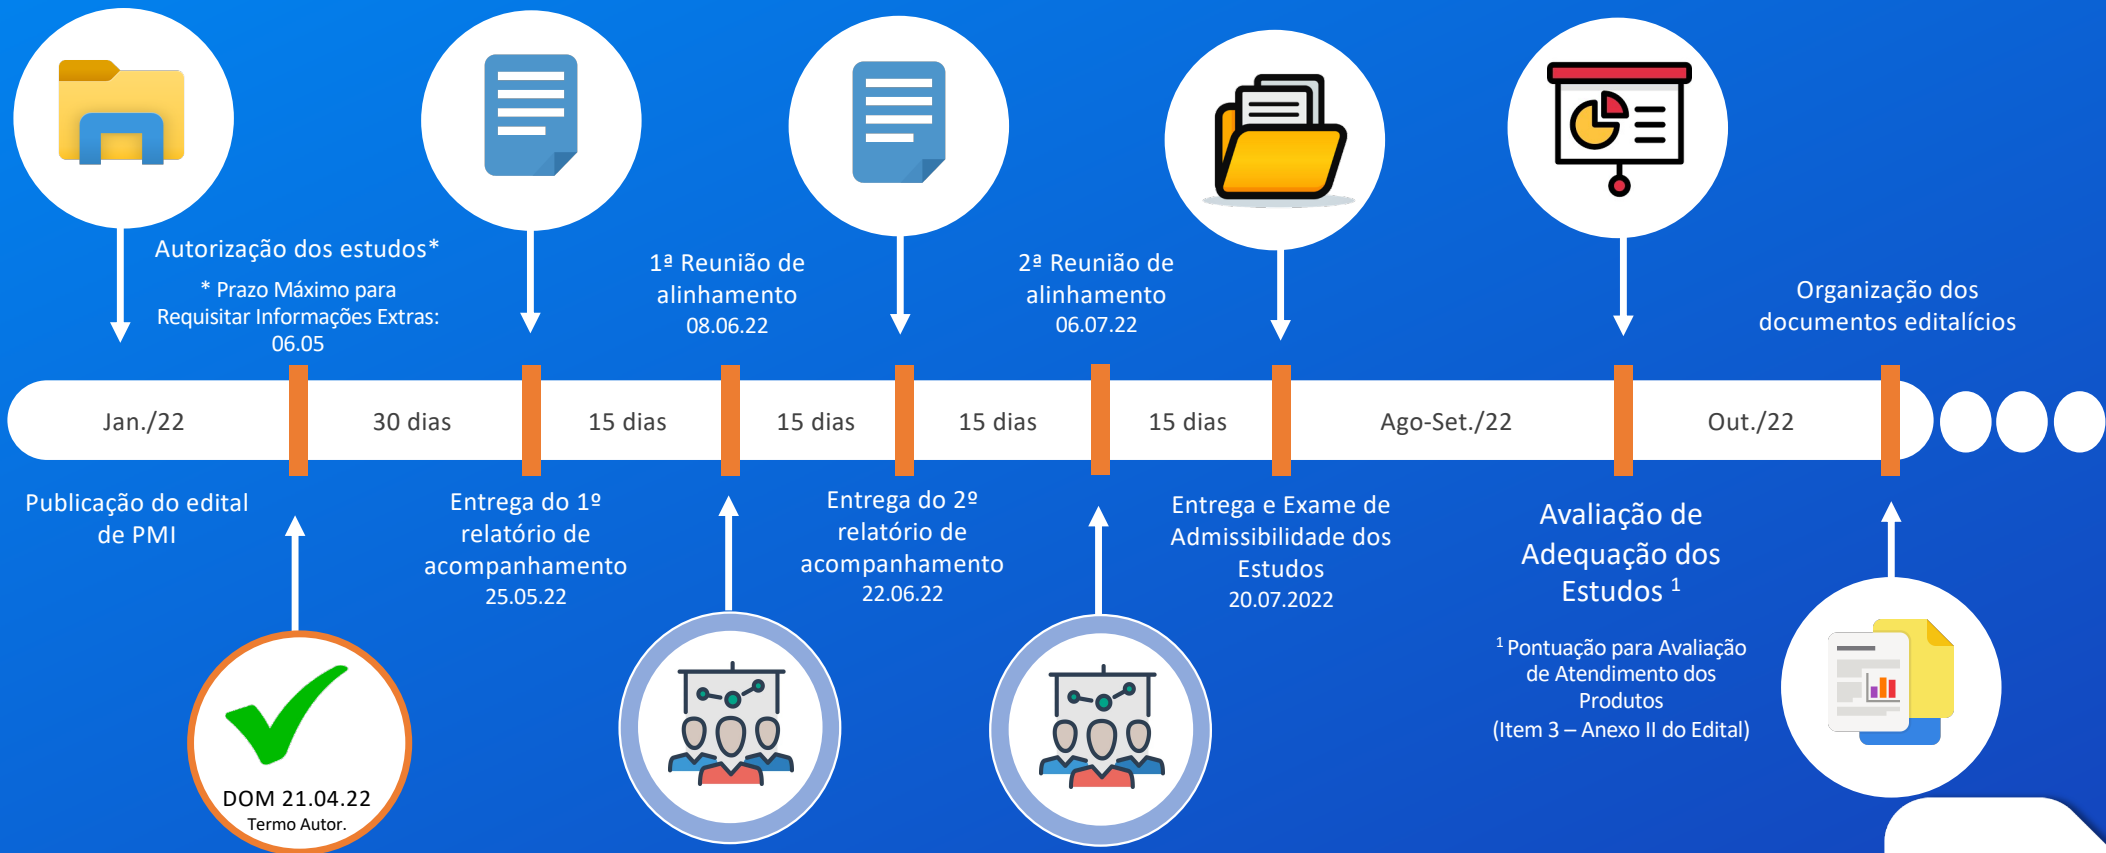 Autorização dos estudos*
* Prazo Máximo para
Requisitar Informações Extras:
06.05
1ª Reunião de
alinhamento
08.06.22
2ª Reunião de
alinhamento
06.07.22
Organização dos
documentos editalícios
Jan./22
30 dias
15 dias
15 dias
15 dias
15 dias
Ago-Set./22
Out./22
Publicação do edital
de PMI
Entrega do 1º
relatório de
acompanhamento
25.05.22
Entrega do 2º
relatório de
acompanhamento
22.06.22
Entrega e Exame de
Admissibilidade dos
Estudos
20.07.2022
Avaliação de
Adequação dos
Estudos ¹
¹ Pontuação para Avaliação
de Atendimento dos
Produtos
(Item 3 – Anexo II do Edital)
DOM 21.04.22
Termo Autor.